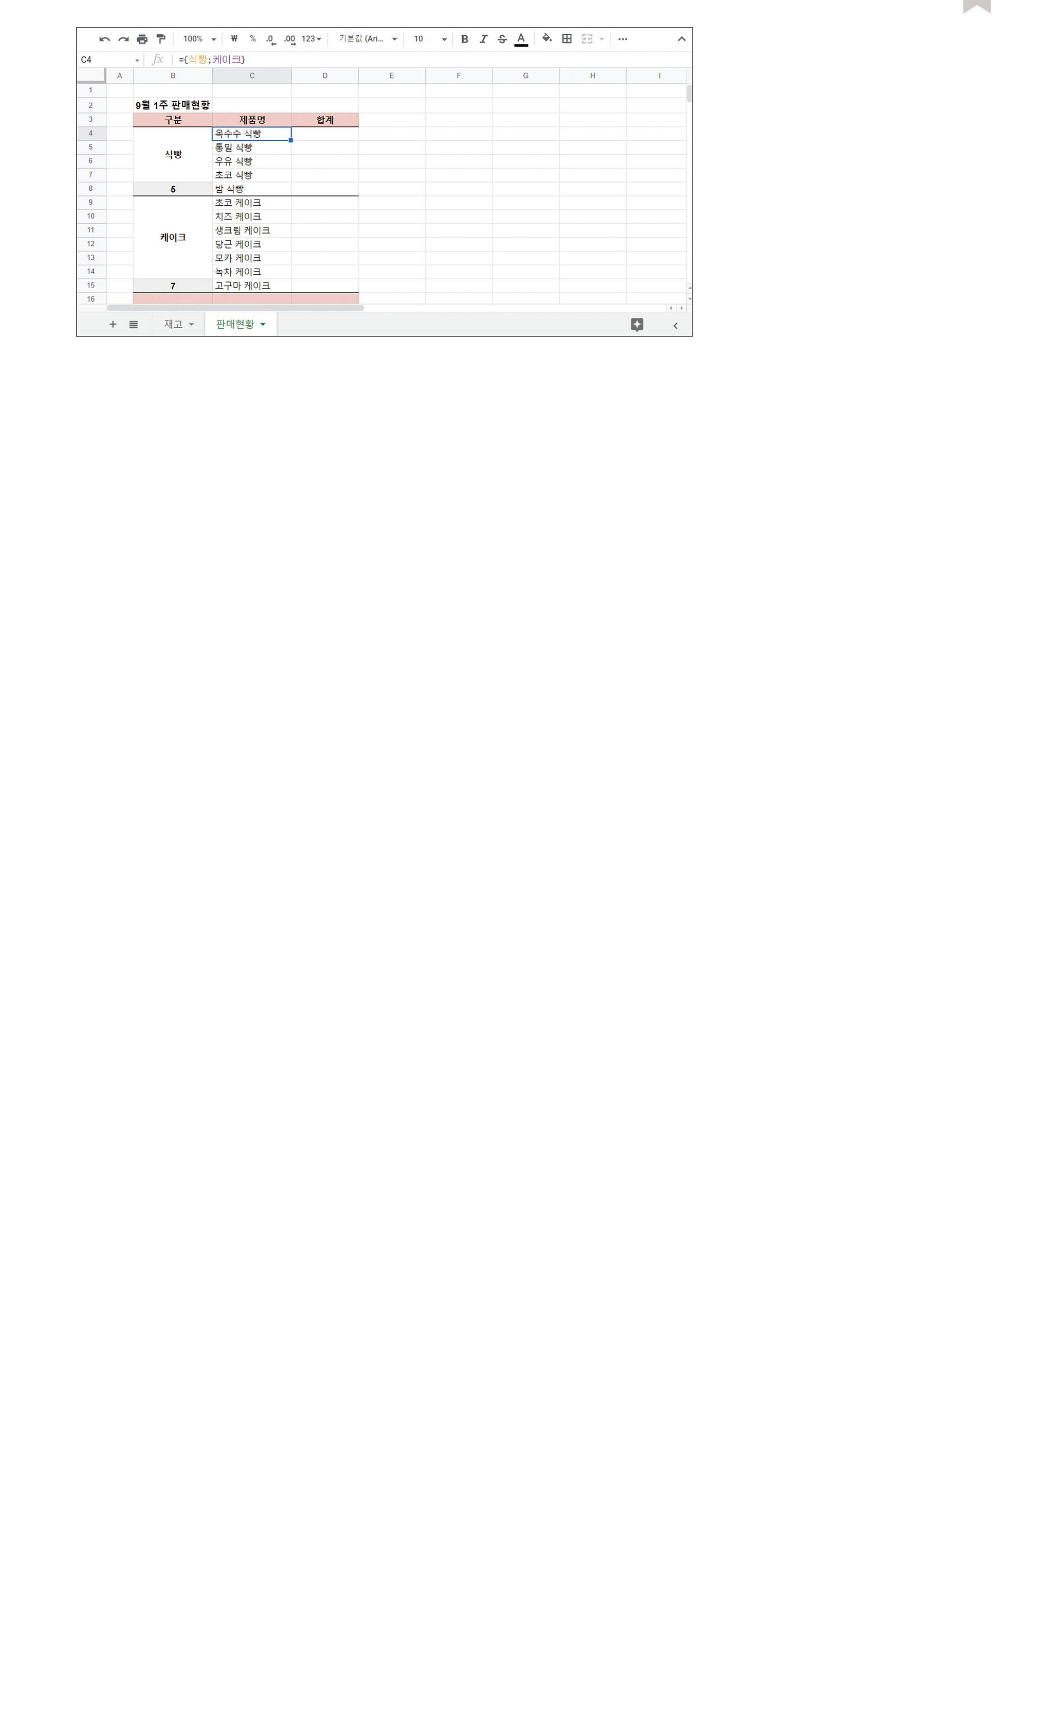 100% ₩ % .0 .00 123 기본값 (Ari... 10 B I S A ...
C4 fx ={식빵;케이크}
A B C D E F G H I
1
2 9월 1주 판매현황
3 구분 제품명 합계
4 옥수수 식빵
5 통밀 식빵
식빵
6 우유 식빵
7 초코 식빵
8 5 밤 식빵
9 초코 케이크
10 치즈 케이크
11 생크림 케이크
케이크
12 당근 케이크
13 모카 케이크
14 녹차 케이크
15 7 고구마 케이크
16
+ 재고 판매현황